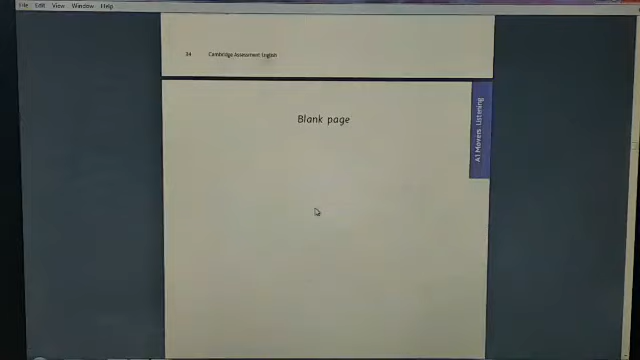 File Edit View Window Help
34 Cambridge Assessment English
Blank page
A1 Movers Listening